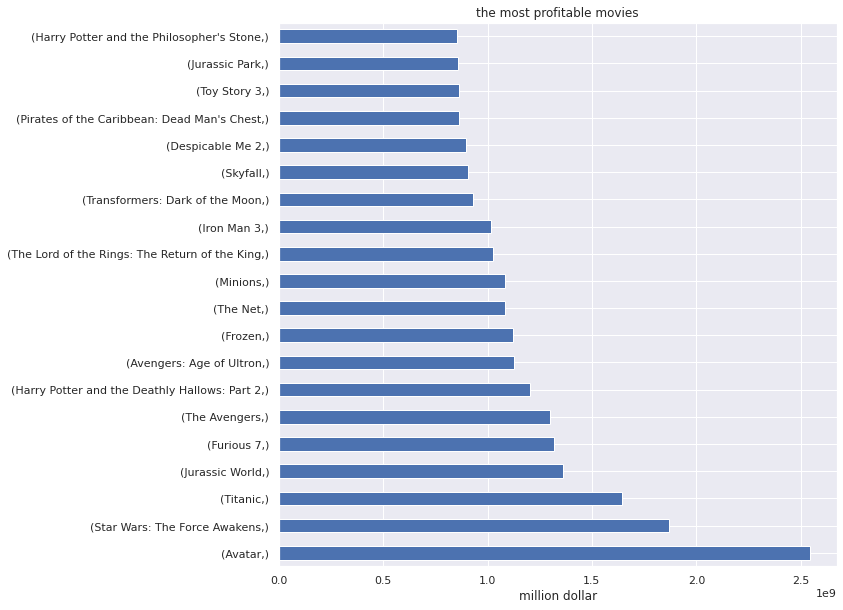 the most profitable movies
(Harry Potter and the Philosopher's Stone,)
(Jurassic Park,)
(Toy Story 3,)
(Pirates of the Caribbean: Dead Man's Chest,)
(Despicable Me 2,)
(Skyfall,)
(Transformers: Dark of the Moon,)
(Iron Man 3,)
(The Lord of the Rings: The Return of the King,)
(Minions,)
(The Net,)
(Frozen,)
(Avengers: Age of Ultron,)
(Harry Potter and the Deathly Hallows: Part 2,)
(The Avengers,)
(Furious 7,)
(Jurassic World,)
(Titanic,)
(Star Wars: The Force Awakens,)
(Avatar,)
0.0 0.5 1.0 1.5 2.0 2.5
1e9
million dollar